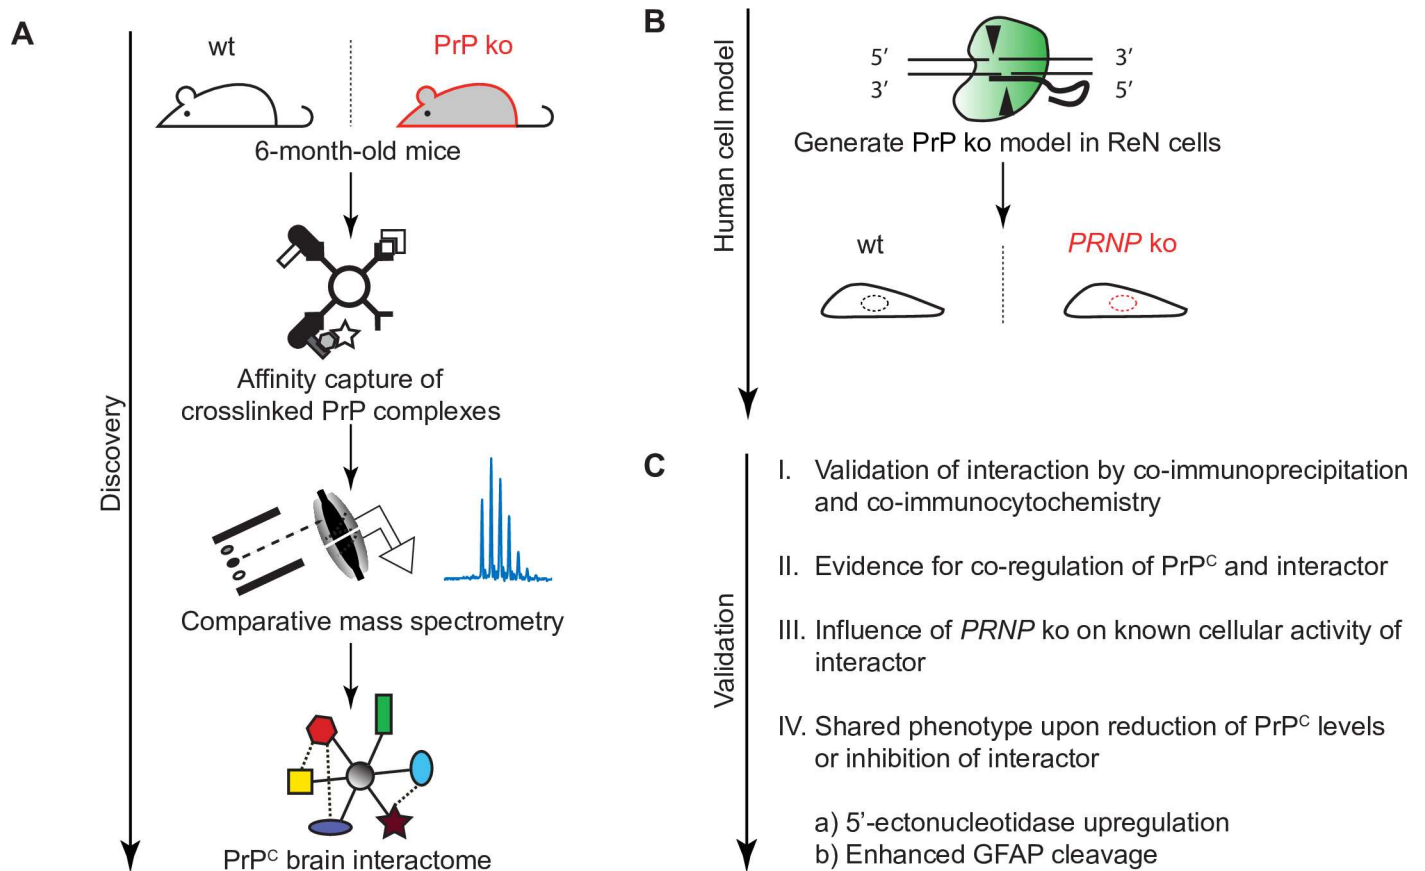 A
wt
PrP ko
6-month-old mice
Affinity capture of
crosslinked PrP complexes
Comparative mass spectrometry
PrPᶜ brain interactome
Discovery
B
Human cell model
5′
3′
3′
5′
Generate PrP ko model in ReN cells
wt
PRNP ko
C
Validation
I. Validation of interaction by co-immunoprecipitation
and co-immunocytochemistry
II. Evidence for co-regulation of PrPᶜ and interactor
III. Influence of PRNP ko on known cellular activity of
interactor
IV. Shared phenotype upon reduction of PrPᶜ levels
or inhibition of interactor
a) 5’-ectonucleotidase upregulation
b) Enhanced GFAP cleavage